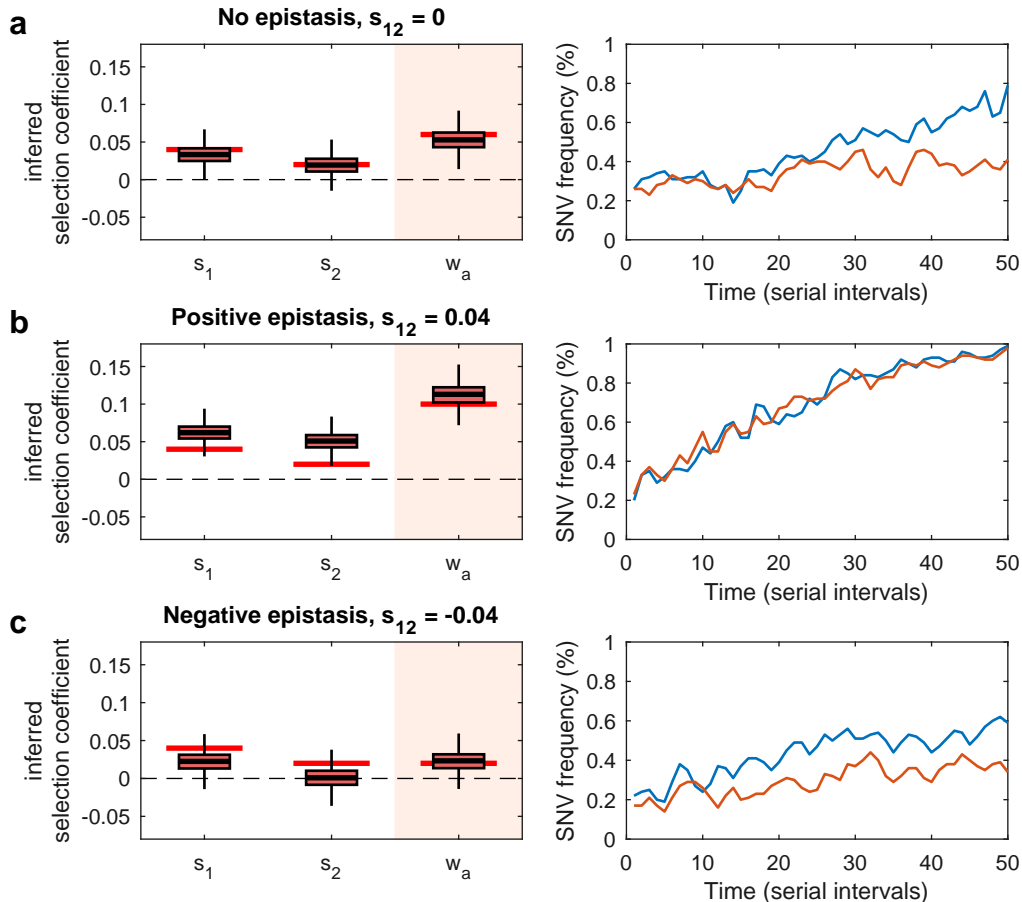 a
No epistasis, s12 = 0
inferred
selection coefficient
0.15
0.1
0.05
0
-0.05
s1
s2
wa
SNV frequency (%)
1
0.8
0.6
0.4
0.2
0
0 10 20 30 40 50
Time (serial intervals)
b
Positive epistasis, s12 = 0.04
inferred
selection coefficient
0.15
0.1
0.05
0
-0.05
s1
s2
wa
SNV frequency (%)
1
0.8
0.6
0.4
0.2
0
0 10 20 30 40 50
Time (serial intervals)
c
Negative epistasis, s12 = -0.04
inferred
selection coefficient
0.15
0.1
0.05
0
-0.05
s1
s2
wa
SNV frequency (%)
1
0.8
0.6
0.4
0.2
0
0 10 20 30 40 50
Time (serial intervals)